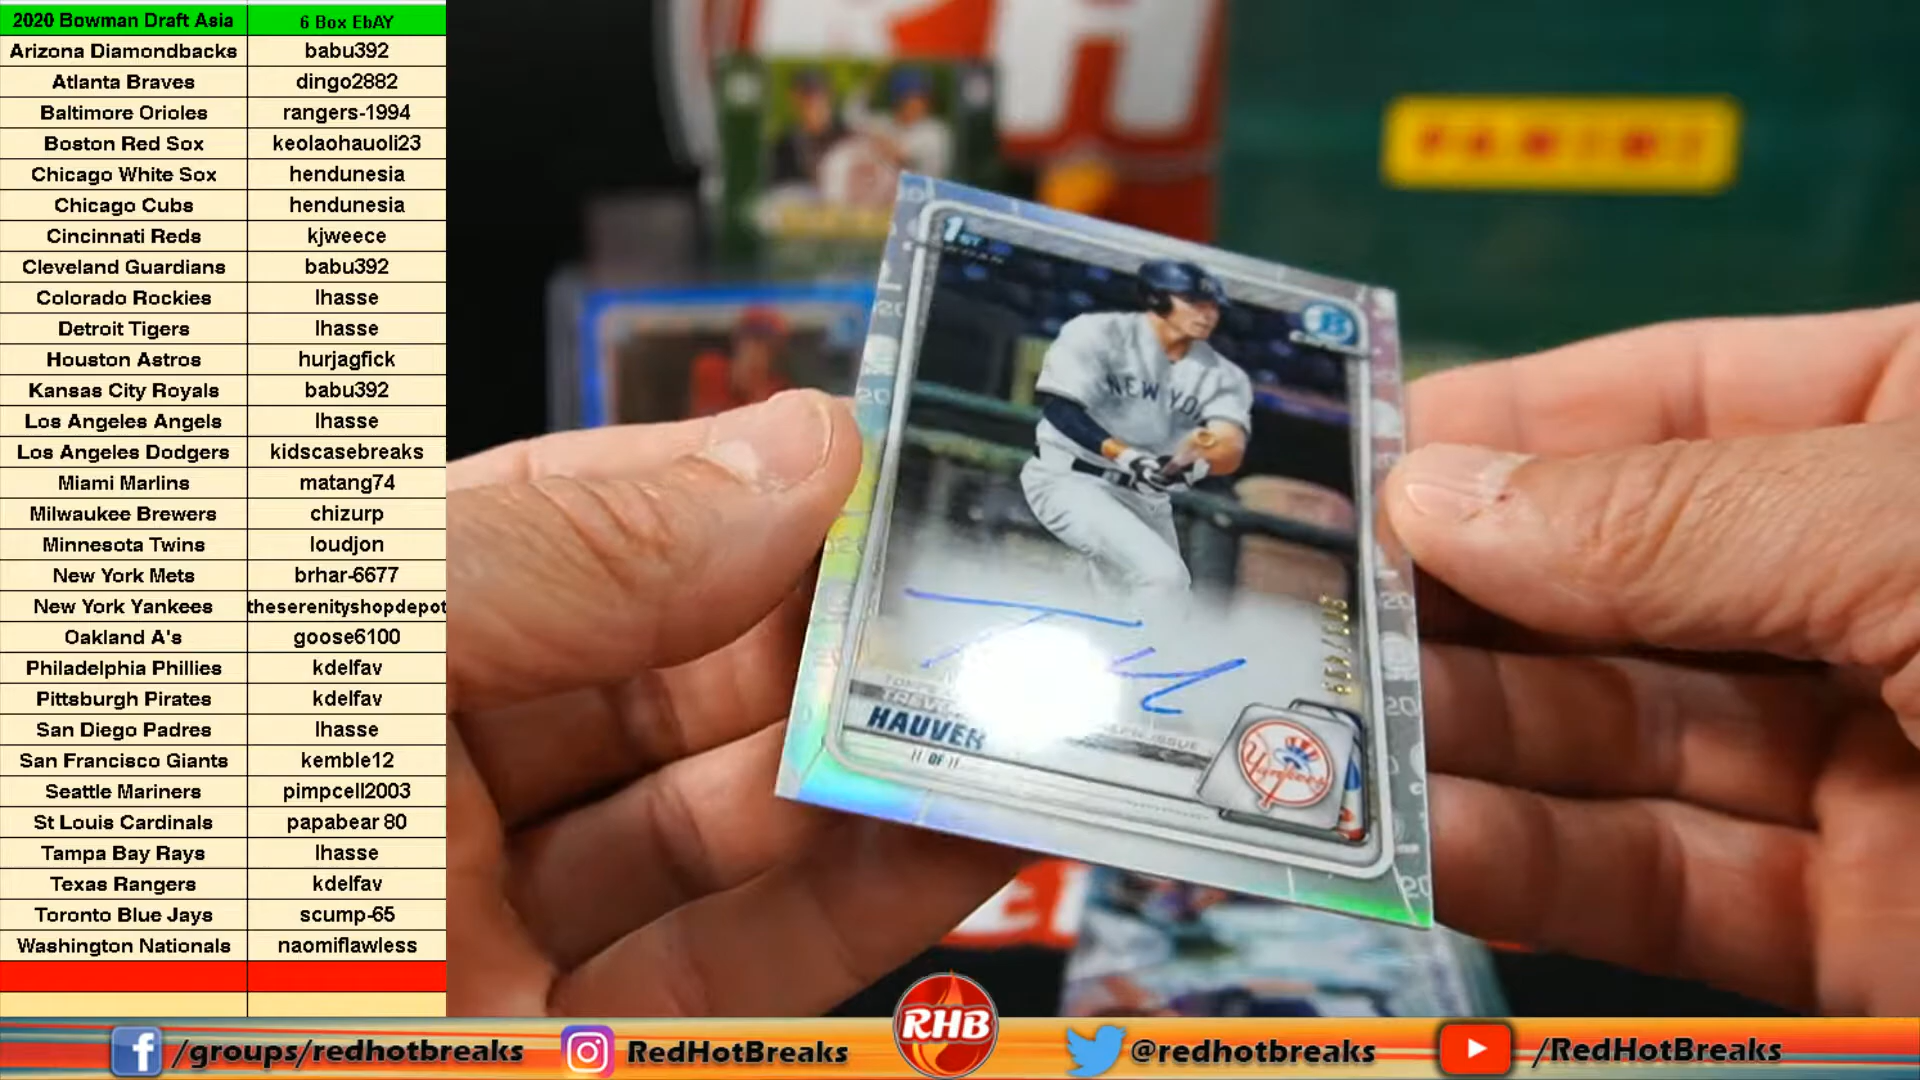 2020 Bowman Draft Asia 6 Box EbAY
Arizona Diamondbacks babu392
Atlanta Braves dingo2882
Baltimore Orioles rangers-1994
Boston Red Sox keolaohauoli23
Chicago White Sox hendunesia
Chicago Cubs hendunesia
Cincinnati Reds kjweece
Cleveland Guardians babu392
Colorado Rockies lhasse
Detroit Tigers lhasse
Houston Astros hurjagfick
Kansas City Royals babu392
Los Angeles Angels lhasse
Los Angeles Dodgers kidscasebreaks
Miami Marlins matang74
Milwaukee Brewers chizurp
Minnesota Twins loudjon
New York Mets brhar-6677
New York Yankees theserenityshopdepot
Oakland A's goose6100
Philadelphia Phillies kdelfav
Pittsburgh Pirates kdelfav
San Diego Padres lhasse
San Francisco Giants kemble12
Seattle Mariners pimpcell2003
St Louis Cardinals papabear 80
Tampa Bay Rays lhasse
Texas Rangers kdelfav
Toronto Blue Jays scump-65
Washington Nationals naomiflawless
PANINI
1ST
B
NEW YO
HAUVER
Yankees
RHB
/groups/redhotbreaks
RedHotBreaks
@redhotbreaks
/RedHotBreaks